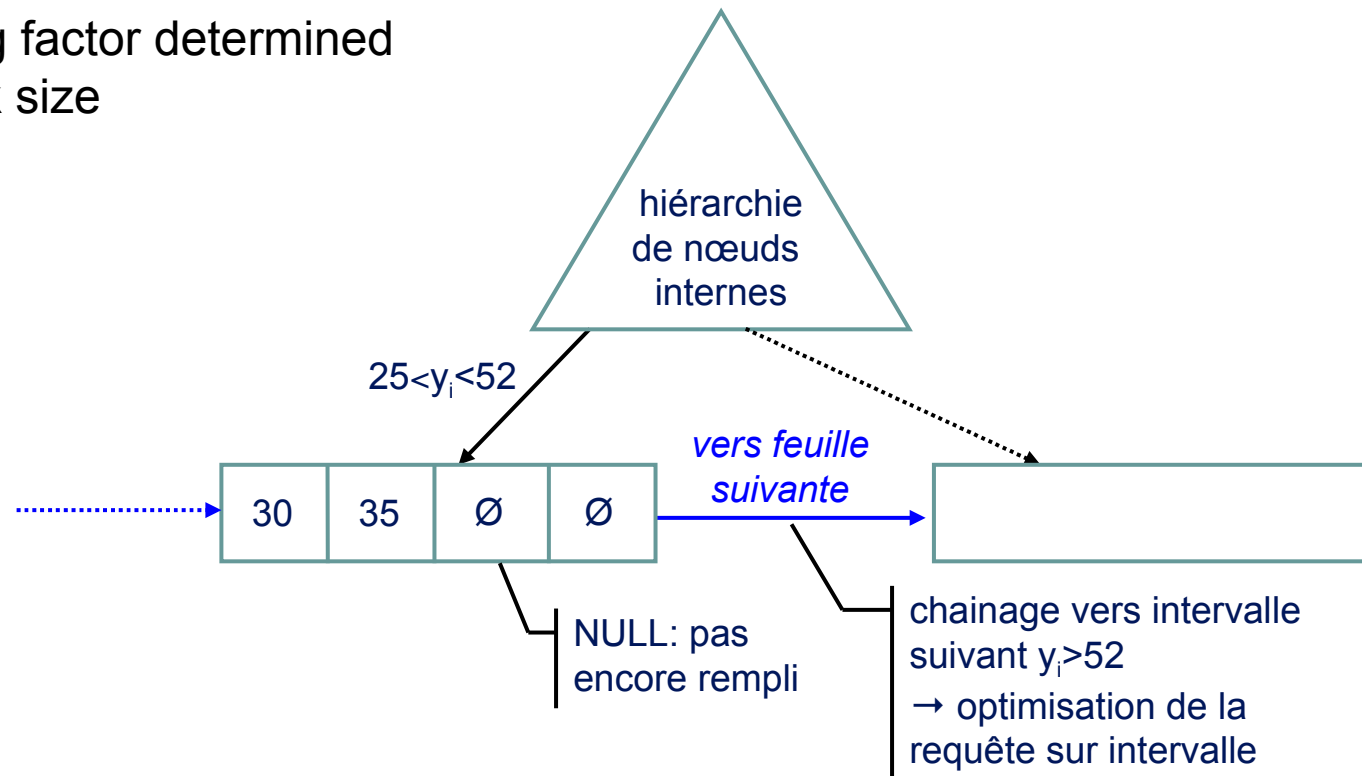 factor determined
size
hiérarchie
de nœuds
internes
25<yᵢ<52
vers feuille
suivante
30 35 Ø Ø
NULL: pas
encore rempli
chainage vers intervalle
suivant yᵢ>52
→ optimisation de la
requête sur intervalle